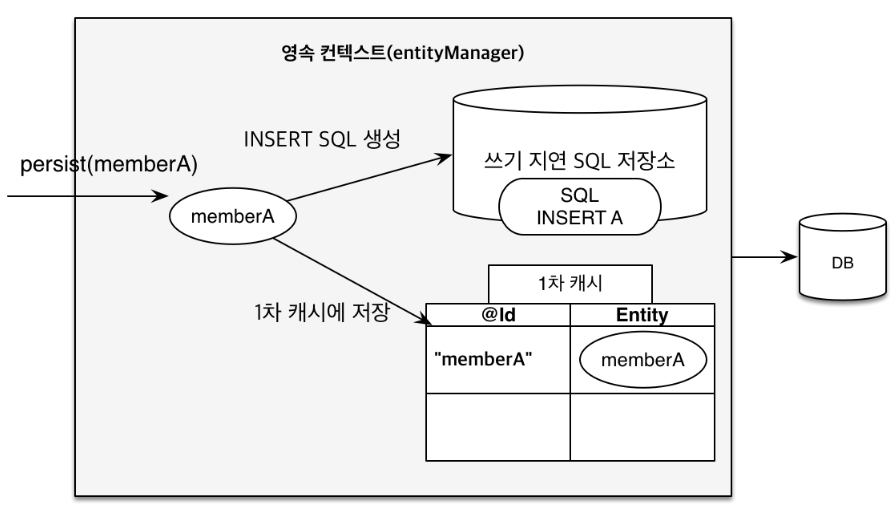 영속 컨텍스트(entityManager)
INSERT SQL 생성
persist(memberA)
쓰기 지연 SQL 저장소
SQL
INSERT A
memberA
DB
1차 캐시
1차 캐시에 저장
@Id
Entity
"memberA"
memberA